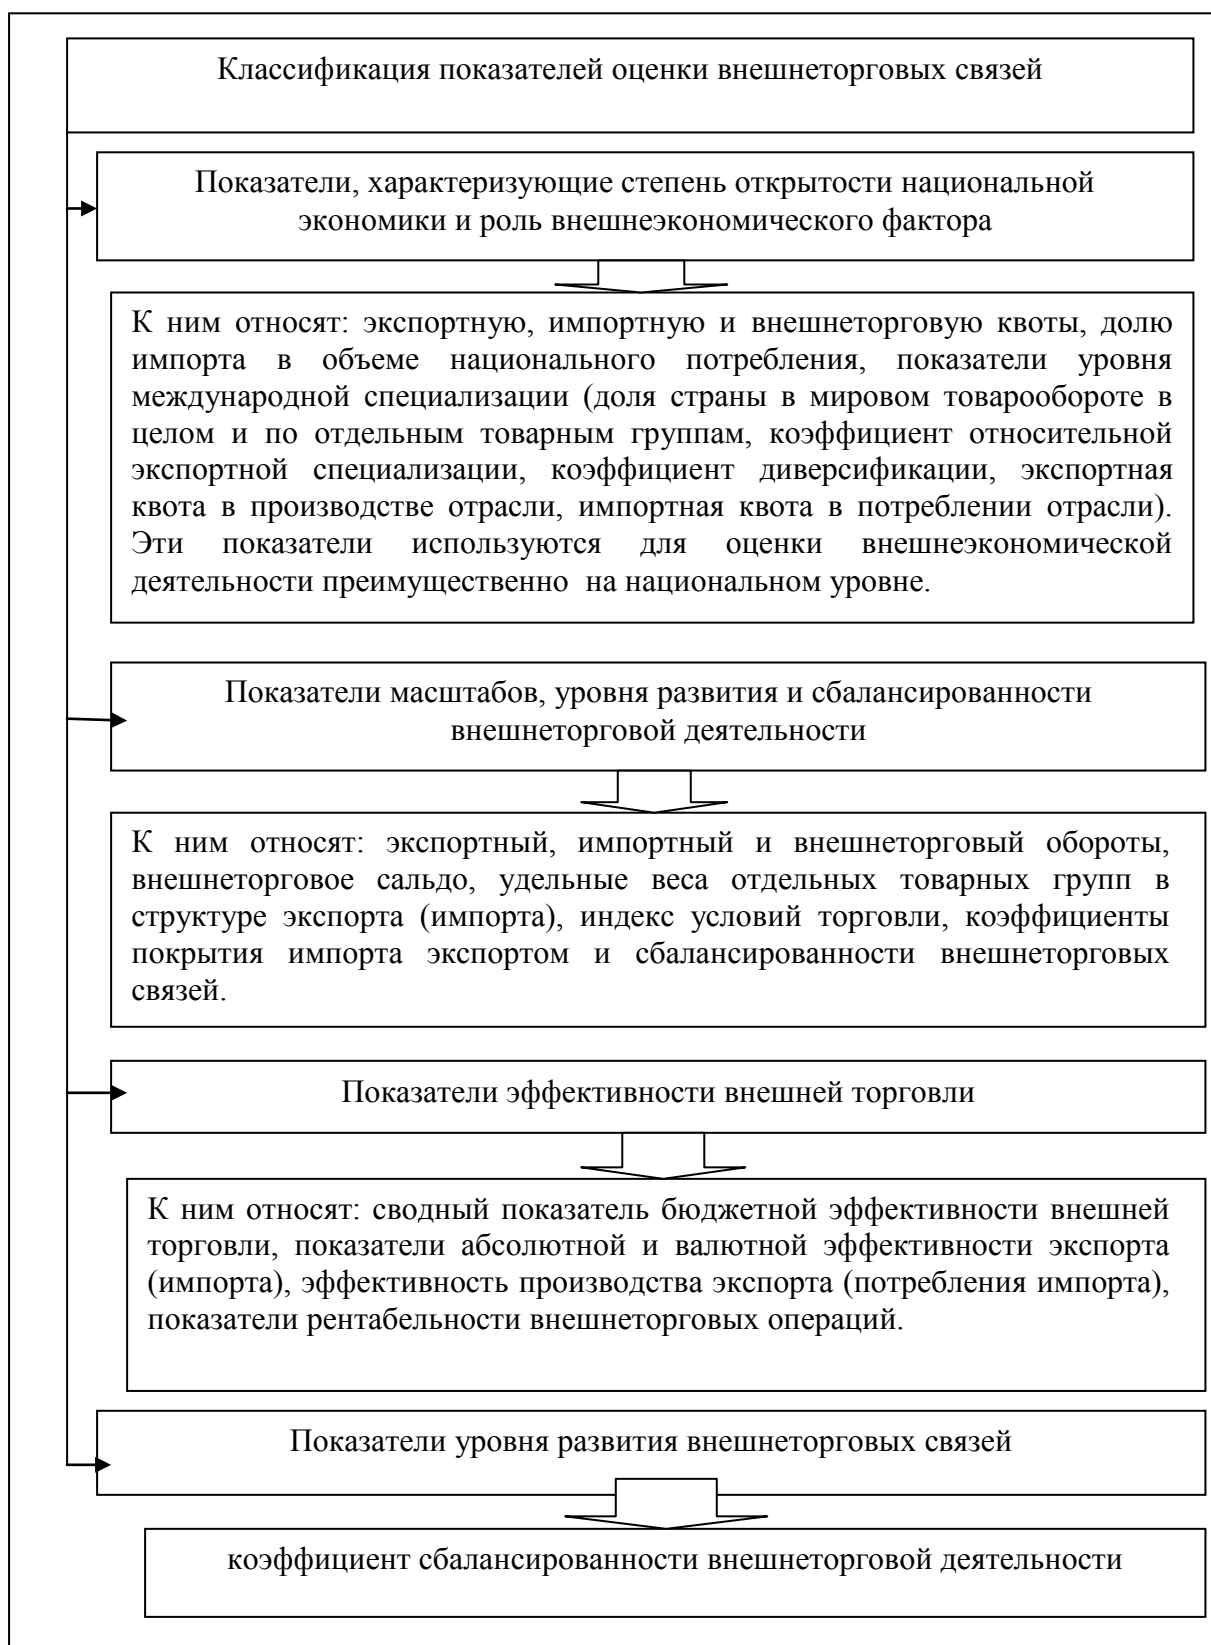 Классификация показателей оценки внешнеторговых связей
Показатели, характеризующие степень открытости национальной
экономики и роль внешнеэкономического фактора
К ним относят: экспортную, импортную и внешнеторговую квоты, долю
импорта в объеме национального потребления, показатели уровня
международной специализации (доля страны в мировом товарообороте в
целом и по отдельным товарным группам, коэффициент относительной
экспортной специализации, коэффициент диверсификации, экспортная
квота в производстве отрасли, импортная квота в потреблении отрасли).
Эти показатели используются для оценки внешнеэкономической
деятельности преимущественно на национальном уровне.
Показатели масштабов, уровня развития и сбалансированности
внешнеторговой деятельности
К ним относят: экспортный, импортный и внешнеторговый обороты,
внешнеторговое сальдо, удельные веса отдельных товарных групп в
структуре экспорта (импорта), индекс условий торговли, коэффициенты
покрытия импорта экспортом и сбалансированности внешнеторговых
связей.
Показатели эффективности внешней торговли
К ним относят: сводный показатель бюджетной эффективности внешней
торговли, показатели абсолютной и валютной эффективности экспорта
(импорта), эффективность производства экспорта (потребления импорта),
показатели рентабельности внешнеторговых операций.
Показатели уровня развития внешнеторговых связей
коэффициент сбалансированности внешнеторговой деятельности